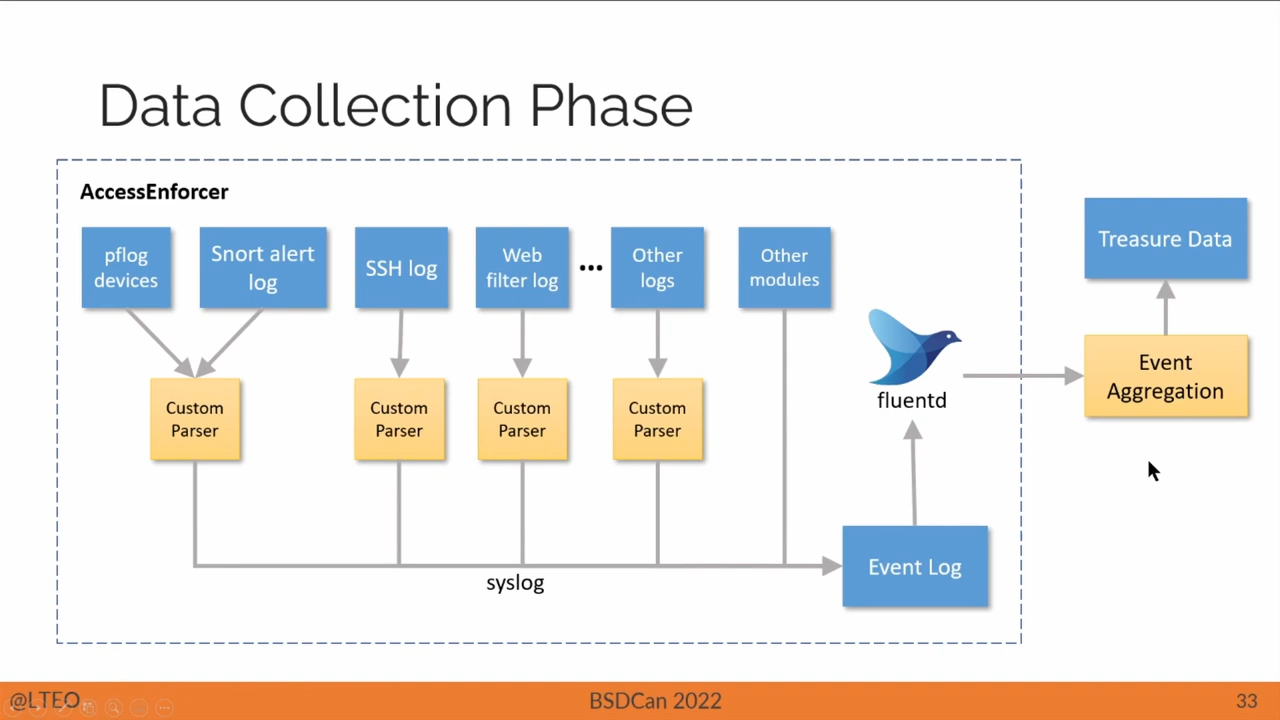 Data Collection Phase
AccessEnforcer
pflog
devices
Snort alert
log
SSH log
Web
filter log
...
Other
logs
Other
modules
Treasure Data
Custom
Parser
Custom
Parser
Custom
Parser
Custom
Parser
fluentd
Event
Aggregation
Event Log
syslog
@LTEO
BSDCan 2022
33